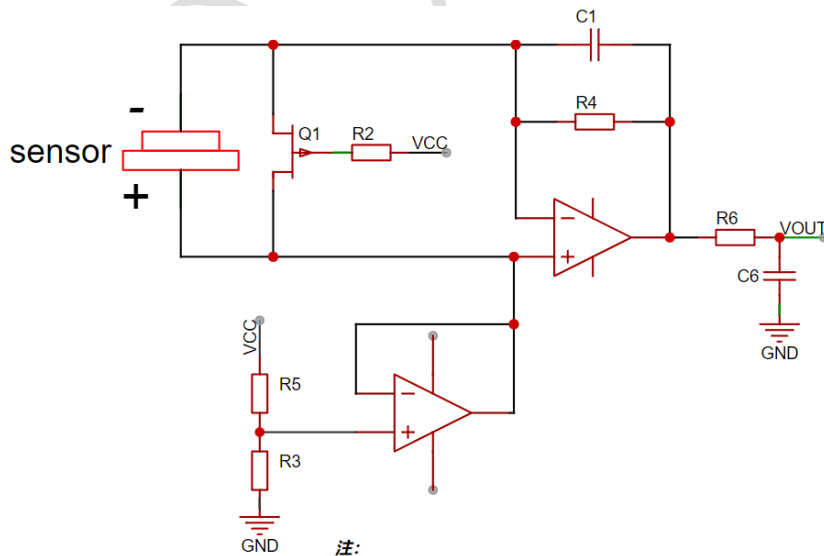 C1
R4
-
sensor
+
Q1
R2
VCC
R6
VOUT
C6
GND
VCC
R5
R3
GND
注: